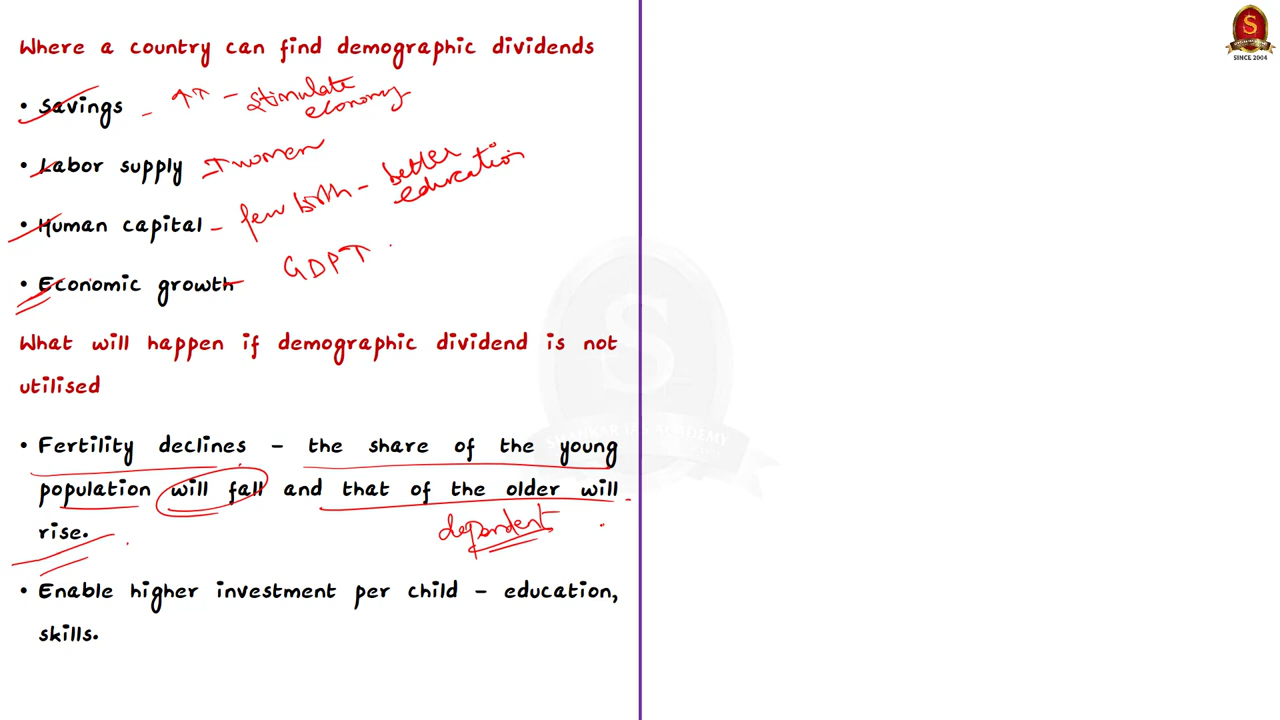 Where a country can find demographic dividends
• Savings - ↑↑ - stimulate economy
• Labor supply ↑ women
• Human capital - few birth - better education
• Economic growth GDP↑
What will happen if demographic dividend is not
utilised
• Fertility declines - the share of the young
population will fall and that of the older will
rise.
dependent
• Enable higher investment per child - education,
skills.
S
SINCE 2004
S
SHANKAR IAS ACADEMY